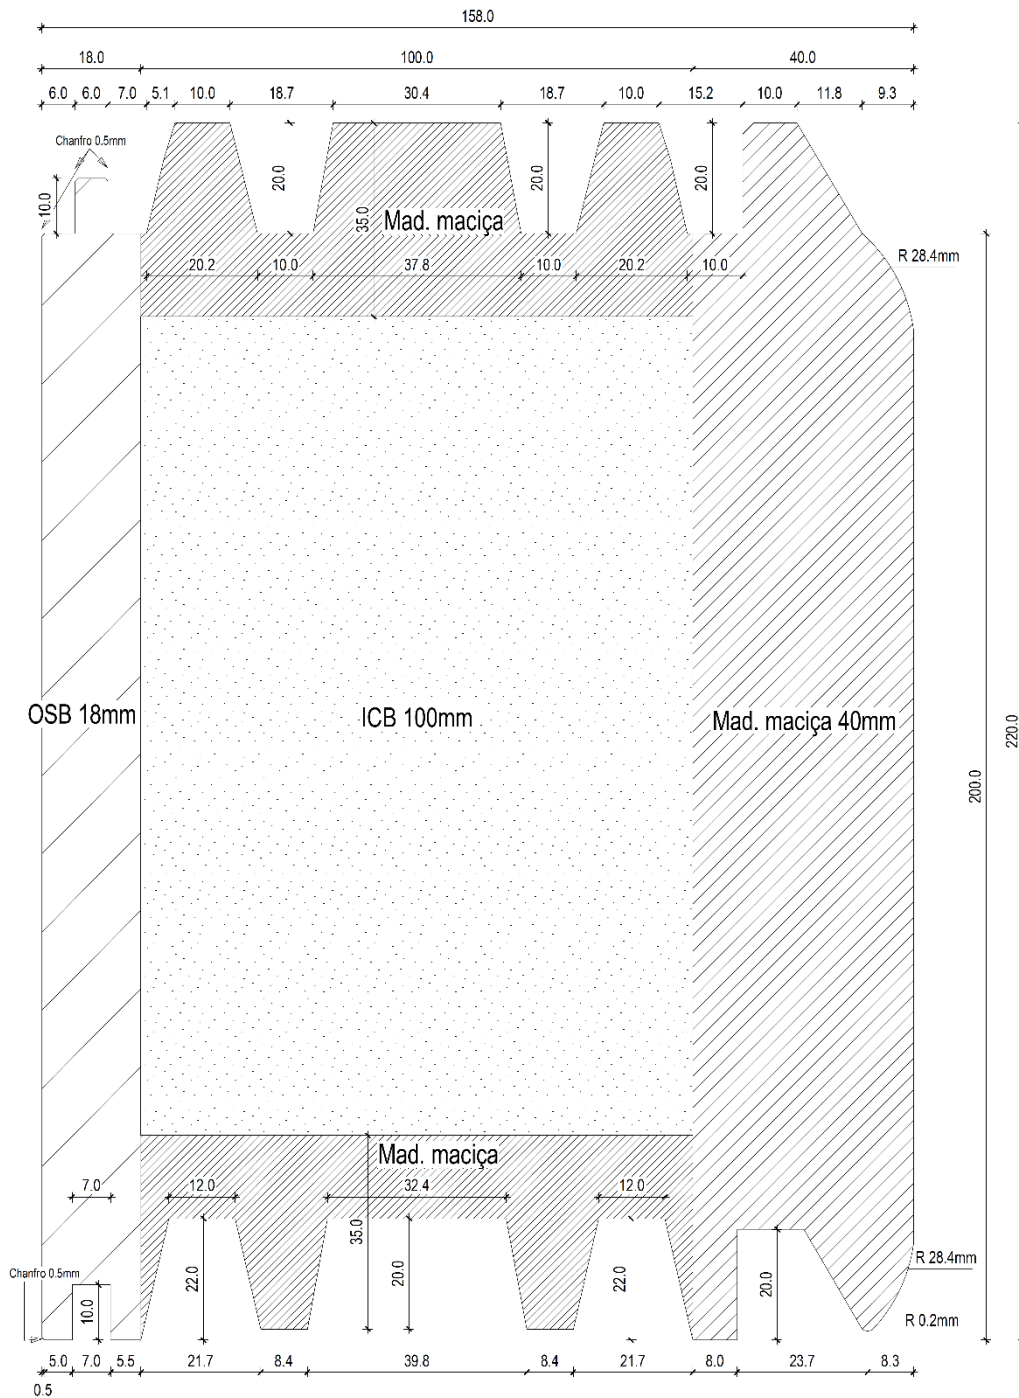 158.0
18.0 100.0 40.0
6.0 6.0 7.0 5.1 10.0 18.7 30.4 18.7 10.0 15.2 10.0 11.8 9.3
Chanfro 0.5mm
10.0
20.0
35.0
20.0
20.0
Mad. maciça
20.2 10.0 37.8 10.0 20.2 10.0
R 28.4mm
OSB 18mm
ICB 100mm
Mad. maciça 40mm
220.0
200.0
Mad. maciça
7.0 12.0 32.4 12.0
35.0
22.0
20.0
22.0
20.0
Chanfro 0.5mm
10.0
R 28.4mm
R 0.2mm
5.0 7.0 5.5 21.7 8.4 39.8 8.4 21.7 8.0 23.7 8.3
0.5